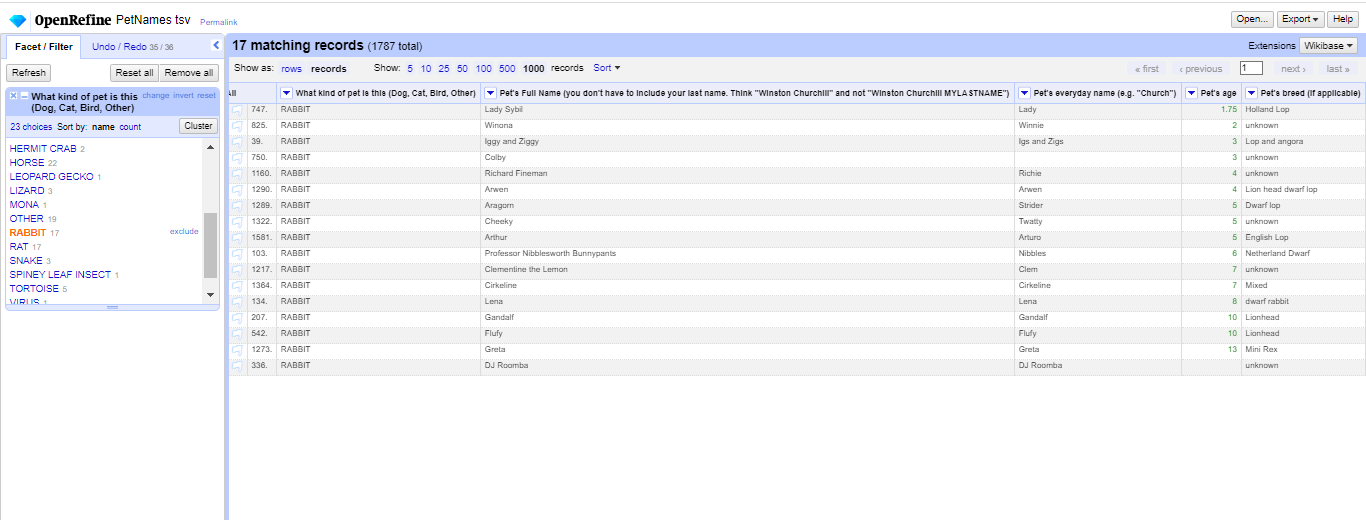 OpenRefine PetNames tsv Permalink Open... Export Help
Facet / Filter Undo / Redo 35 / 36
17 matching records (1787 total) Extensions Wikibase
Refresh Reset all Remove all
Show as: rows records Show: 5 10 25 50 100 500 1000 records Sort « first ‹ previous 1 next › last »
What kind of pet is this (Dog, Cat, Bird, Other) change invert reset
23 choices Sort by: name count Cluster
HERMIT CRAB 2
HORSE 22
LEOPARD GECKO 1
LIZARD 3
MONA 1
OTHER 19
RABBIT 17 exclude
RAT 17
SNAKE 3
SPINEY LEAF INSECT 1
TORTOISE 5
VIRUS 1
All What kind of pet is this (Dog, Cat, Bird, Other) Pet's Full Name (you don't have to include your last name. Think "Winston Churchill" and not "Winston Churchill MYLASTNAME") Pet's everyday name (e.g. "Church") Pet's age Pet's breed (if applicable)
747. RABBIT Lady Sybil Lady 1.75 Holland Lop
825. RABBIT Winona Winnie 2 unknown
39. RABBIT Iggy and Ziggy Igs and Zigs 3 Lop and angora
750. RABBIT Colby 3 unknown
1160. RABBIT Richard Fineman Richie 4 unknown
1290. RABBIT Arwen Arwen 4 Lion head dwarf lop
1289. RABBIT Aragorn Strider 5 Dwarf lop
1322. RABBIT Cheeky Twatty 5 unknown
1581. RABBIT Arthur Arturo 5 English Lop
103. RABBIT Professor Nibblesworth Bunnypants Nibbles 6 Netherland Dwarf
1217. RABBIT Clementine the Lemon Clem 7 unknown
1364. RABBIT Cirkeline Cirkeline 7 Mixed
134. RABBIT Lena Lena 8 dwarf rabbit
207. RABBIT Gandalf Gandalf 10 Lionhead
542. RABBIT Flufy Flufy 10 Lionhead
1273. RABBIT Greta Greta 13 Mini Rex
336. RABBIT DJ Roomba DJ Roomba unknown